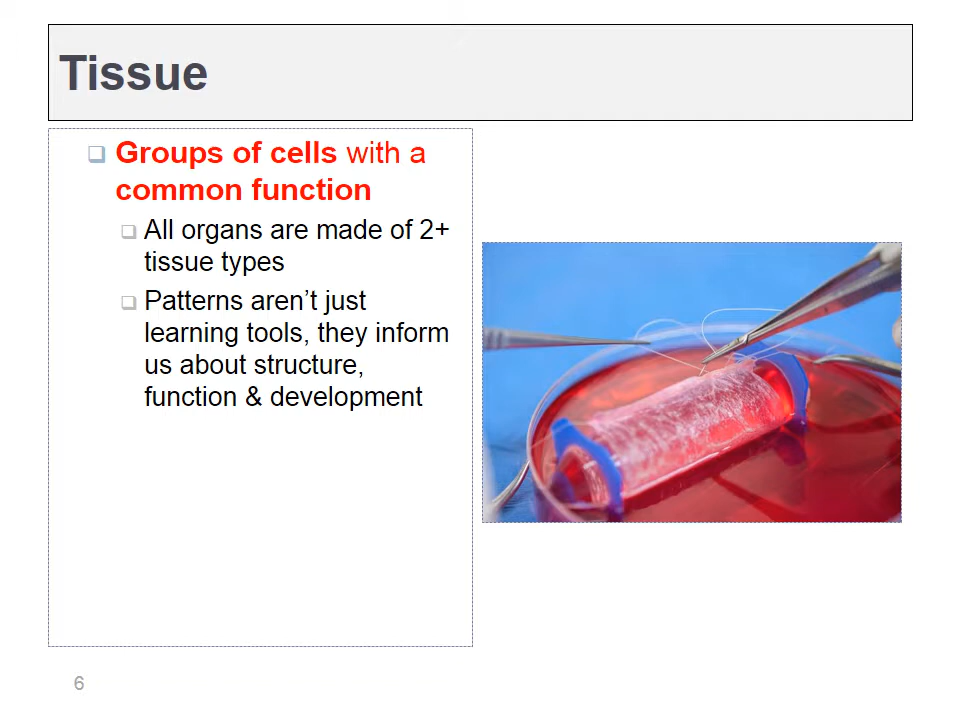 Tissue
Groups of cells with a
common function
All organs are made of 2+
tissue types
Patterns aren’t just
learning tools, they inform
us about structure,
function & development
6